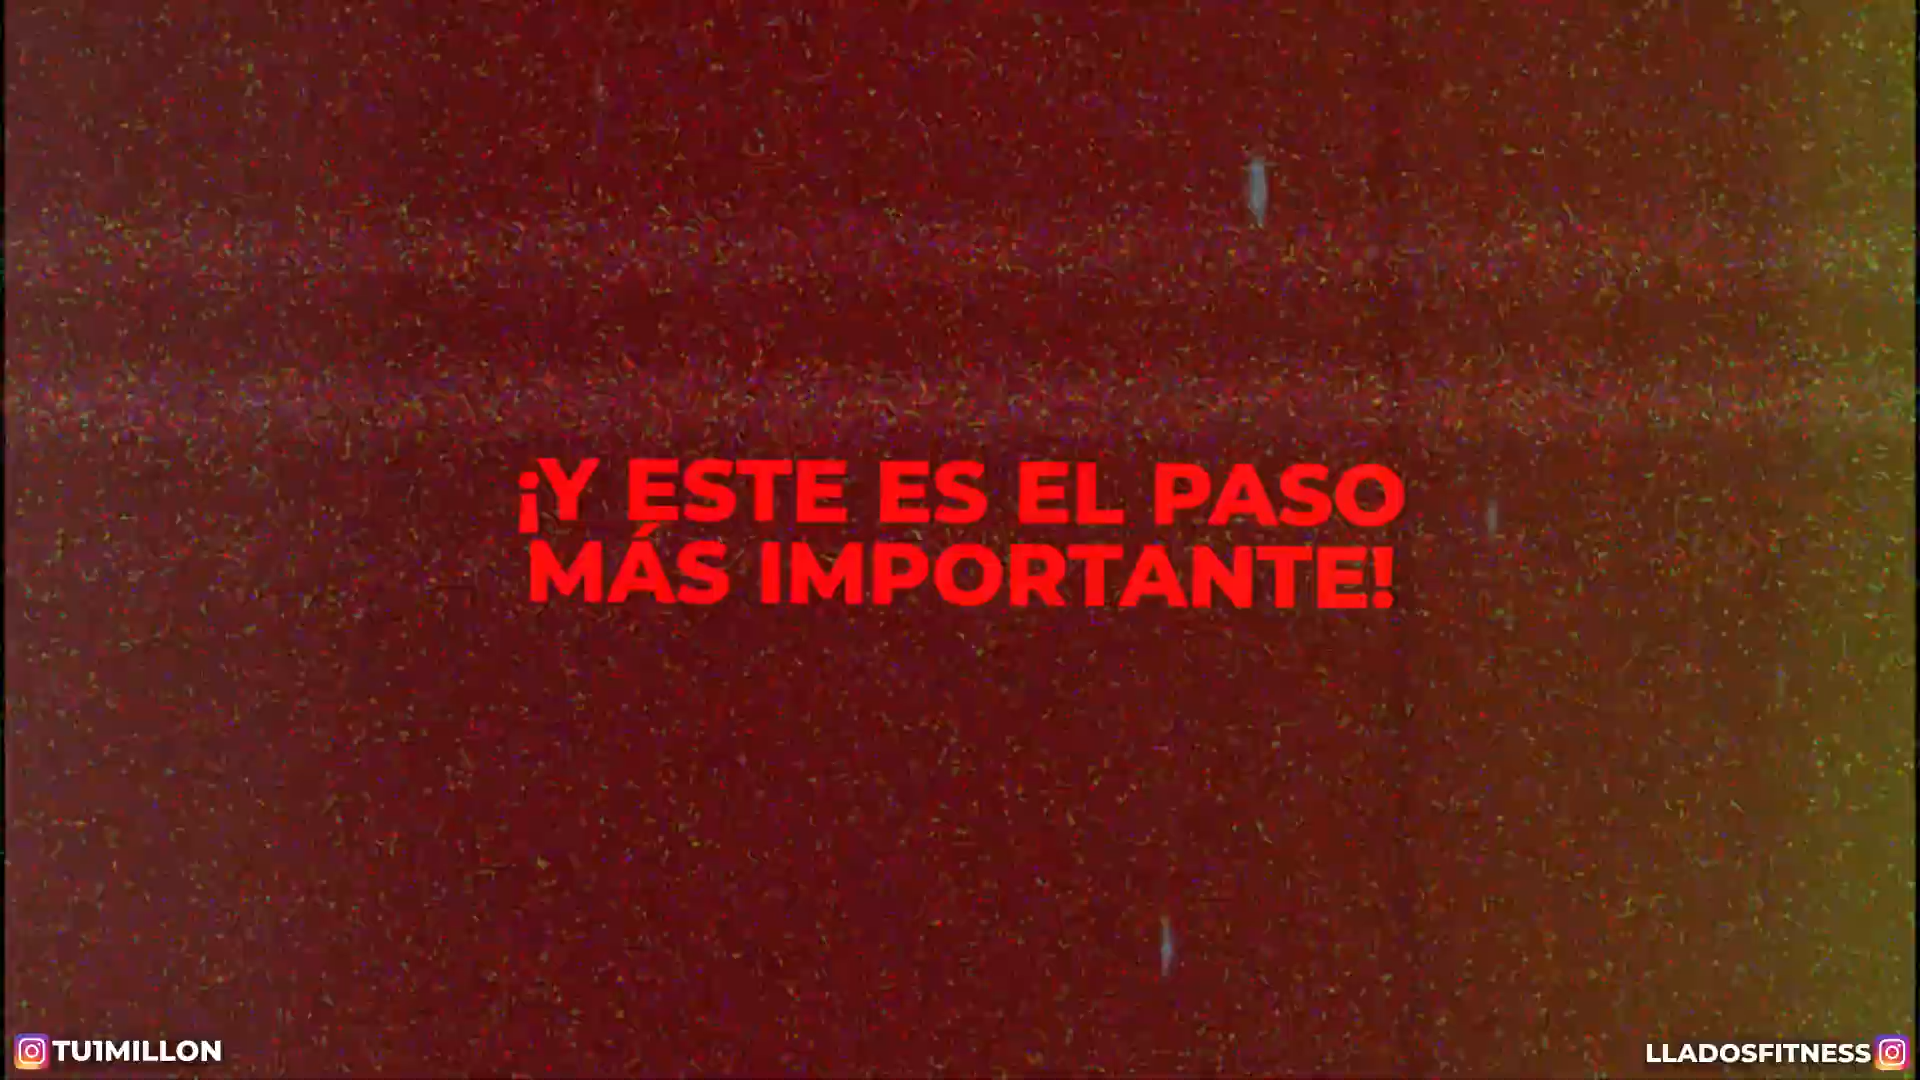 ¡Y ESTE ES EL PASO
MÁS IMPORTANTE!
TU1MILLON
LLADOSFITNESS